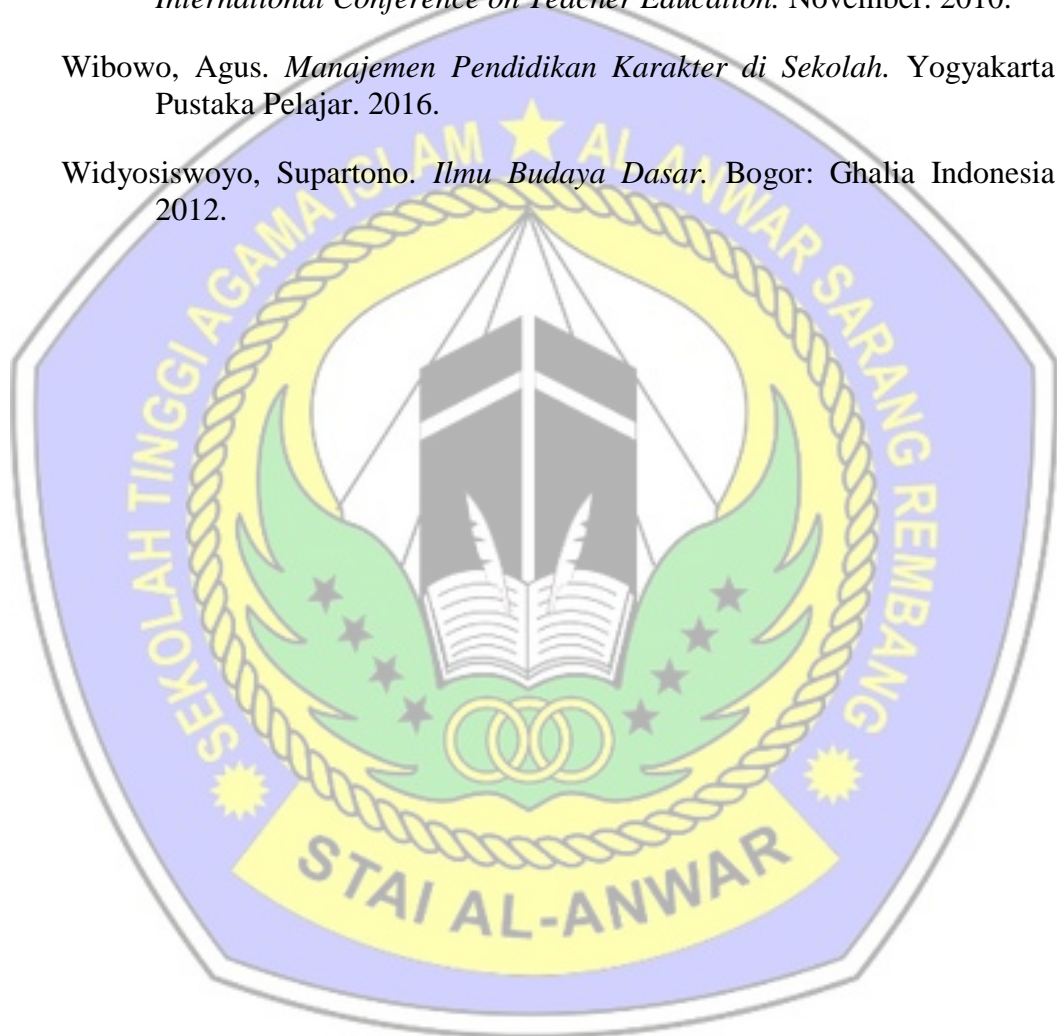 International Conference on Teacher Education. November. 2010.
Wibowo, Agus. Manajemen Pendidikan Karakter di Sekolah. Yogyakarta
Pustaka Pelajar. 2016.
Widyosiswoyo, Supartono. Ilmu Budaya Dasar. Bogor: Ghalia Indonesia
2012.
SEKOLAH TINGGI AGAMA ISLAM ★ AL ANWAR SARANG REMBANG
STAI AL-ANWAR